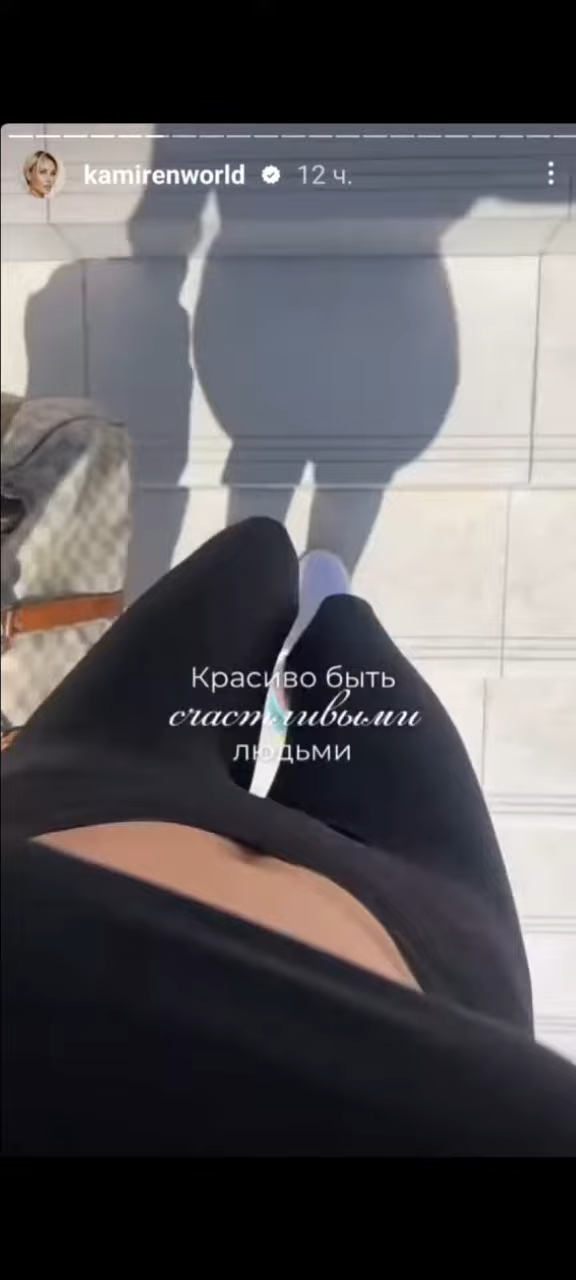 kamirenworld 12 ч.
Красиво быть
счастливыми
людьми